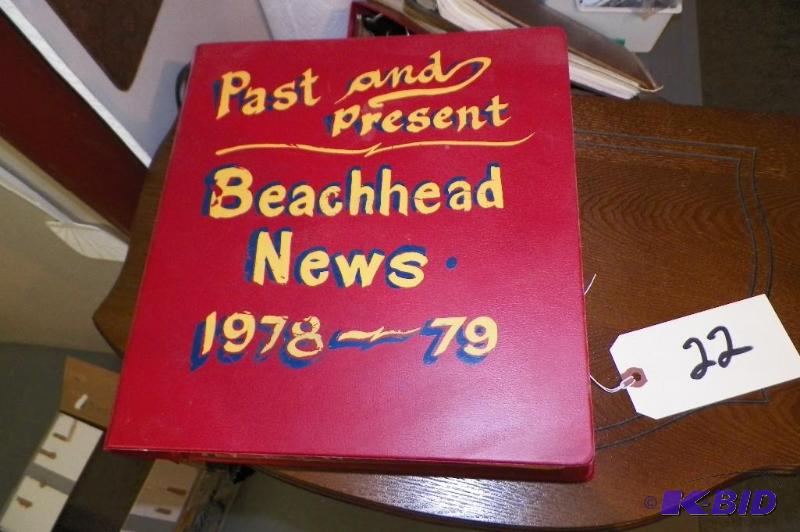 Past and
present
Beachhead
News.
1978-79
22
© K-BID